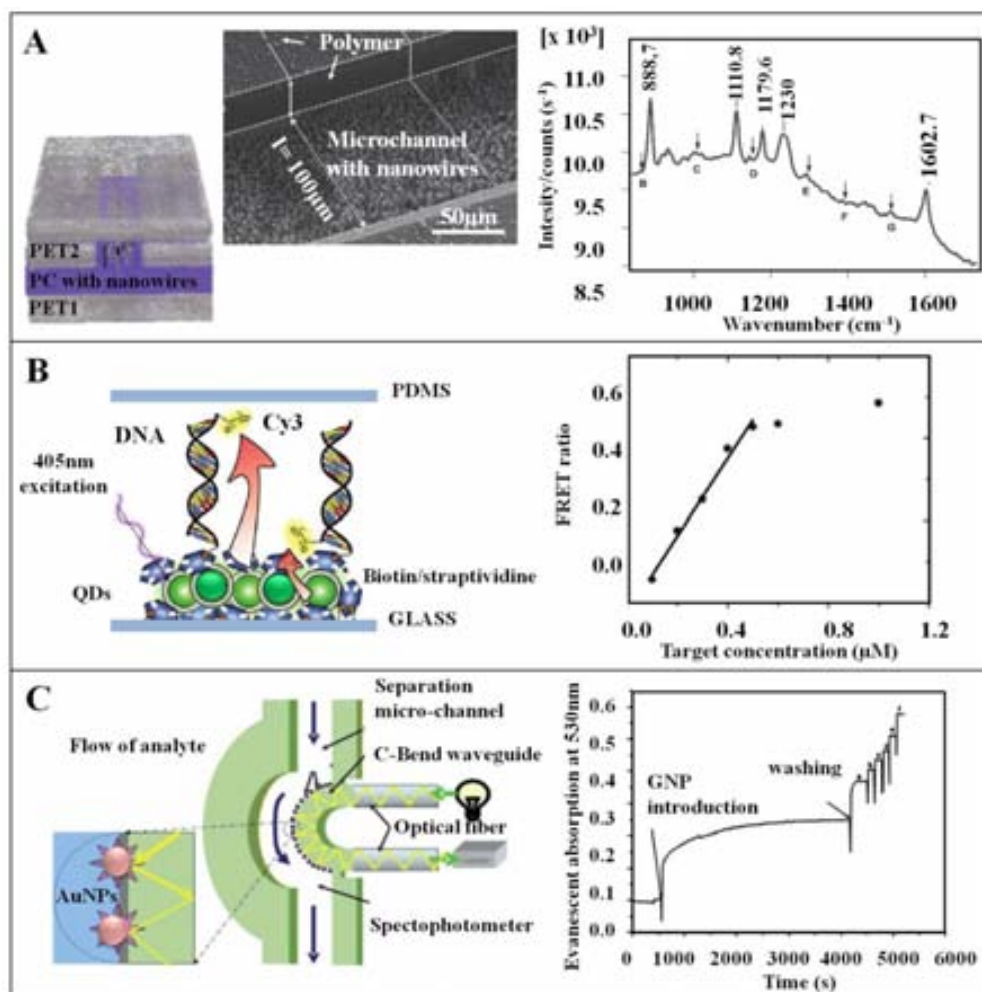 A
Polymer
Microchannel
with nanowires
l= 100µm
50µm
PET2
PC with nanowires
PET1
[x 10³]
11.0
10.5
10.0
9.5
9.0
8.5
Intesity/counts (s⁻¹)
888,7
1110.8
1179.6
1230
1602.7
B
C
D
E
F
G
1000
1200
1400
1600
Wavenumber (cm⁻¹)
B
PDMS
DNA
Cy3
405nm
excitation
QDs
Biotin/straptividine
GLASS
FRET ratio
0.6
0.4
0.2
0.0
0.0
0.4
0.8
1.2
Target concentration (µM)
C
Flow of analyte
Separation
micro-channel
C-Bend waveguide
Optical fiber
AuNPs
Spectophotometer
Evanescent absorption at 530nm
0.6
0.5
0.4
0.3
0.2
0.1
0.0
GNP
introduction
washing
0
1000
2000
3000
4000
5000
6000
Time (s)